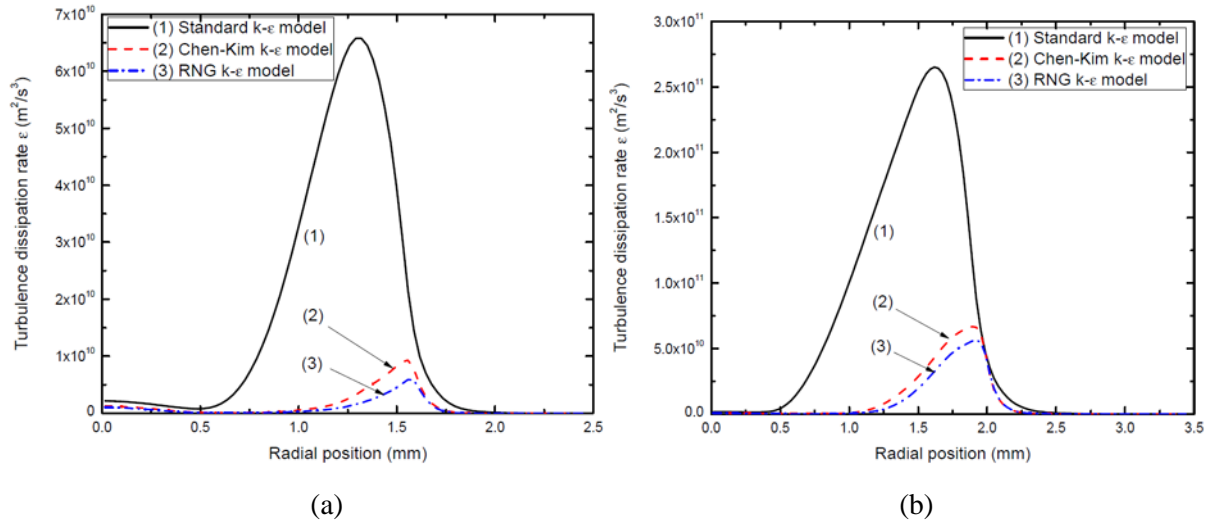 7x10^10
(1) Standard k-ε model
(2) Chen-Kim k-ε model
(3) RNG k-ε model
6x10^10
5x10^10
4x10^10
3x10^10
2x10^10
1x10^10
0
Turbulence dissipation rate ε (m^2/s^3)
(1)
(2)
(3)
0.0 0.5 1.0 1.5 2.0 2.5
Radial position (mm)
(a)
3.0x10^11
(1) Standard k-ε model
(2) Chen-Kim k-ε model
(3) RNG k-ε model
2.5x10^11
2.0x10^11
1.5x10^11
1.0x10^11
5.0x10^10
0.0
Turbulence dissipation rate ε (m^2/s^3)
(1)
(2)
(3)
0.0 0.5 1.0 1.5 2.0 2.5 3.0 3.5
Radial position (mm)
(b)